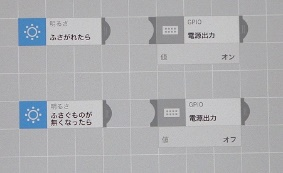 明るさ
ふさがれたら
GPIO
電源出力
値 オン
明るさ
ふさぐものが
無くなったら
GPIO
電源出力
値 オフ